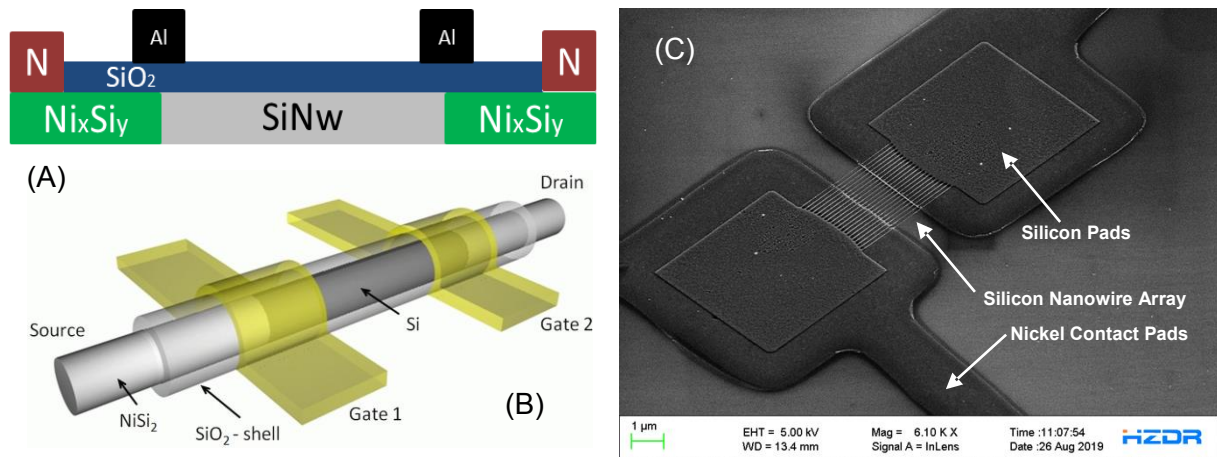 Al
Al
N
N
SiO2
NixSiy
SiNw
NixSiy
(A)
Drain
Si
Source
Gate 2
NiSi2
SiO2 - shell
Gate 1
(B)
(C)
Silicon Pads
Silicon Nanowire Array
Nickel Contact Pads
1 µm
EHT = 5.00 kV
WD = 13.4 mm
Mag = 6.10 K X
Signal A = InLens
Time :11:07:54
Date :26 Aug 2019
HZDR